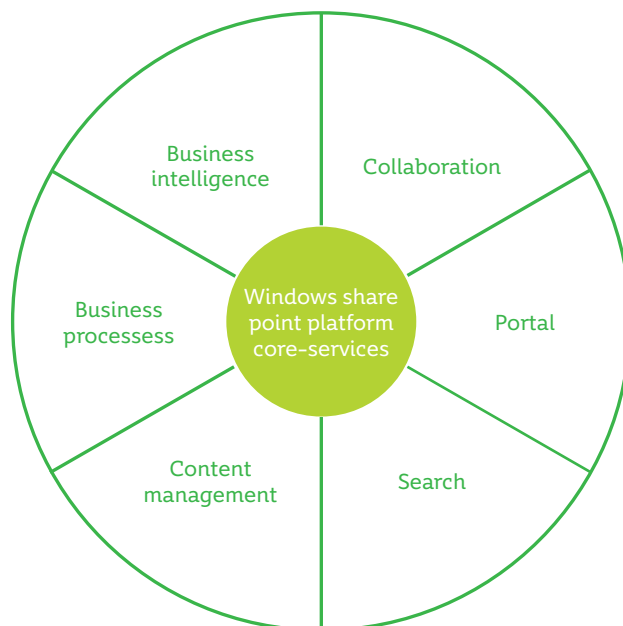 Business
intelligence
Collaboration
Windows share
point platform
core-services
Business
processess
Portal
Content
management
Search